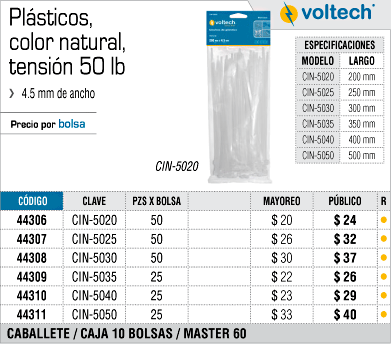 Plásticos,
color natural,
tensión 50 lb
› 4.5 mm de ancho
Precio por bolsa
CIN-5020
voltech®
ESPECIFICACIONES
MODELO LARGO
CIN-5020 200 mm
CIN-5025 250 mm
CIN-5030 300 mm
CIN-5035 350 mm
CIN-5040 400 mm
CIN-5050 500 mm
CÓDIGO CLAVE PZS X BOLSA MAYOREO PÚBLICO R
44306 CIN-5020 50 $ 20 $ 24
44307 CIN-5025 50 $ 26 $ 32
44308 CIN-5030 50 $ 30 $ 37
44309 CIN-5035 25 $ 22 $ 26
44310 CIN-5040 25 $ 23 $ 29
44311 CIN-5050 25 $ 33 $ 40
CABALLETE / CAJA 10 BOLSAS / MASTER 60